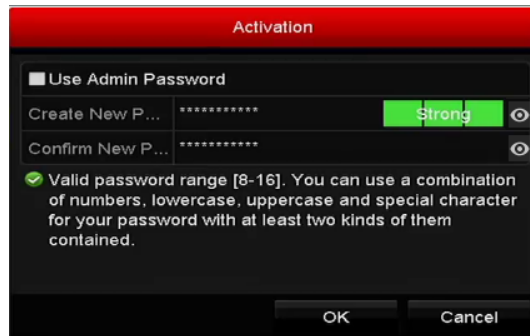 Activation
Use Admin Password
Create New P... *********** Strong
Confirm New P... ***********
Valid password range [8-16]. You can use a combination
of numbers, lowercase, uppercase and special character
for your password with at least two kinds of them
contained.
OK Cancel